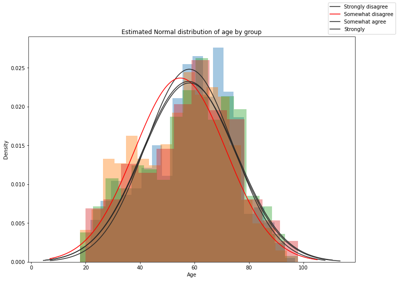 Strongly disagree
Somewhat disagree
Somewhat agree
Strongly
Estimated Normal distribution of age by group
0.025
0.020
0.015
0.010
0.005
0.000
Density
0
20
40
60
80
100
Age